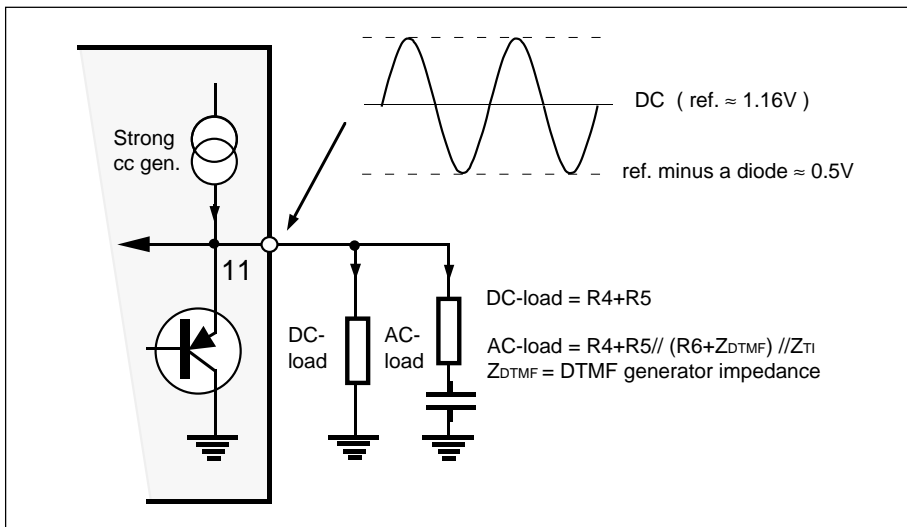 DC ( ref. ≈ 1.16V )
Strong
cc gen.
ref. minus a diode ≈ 0.5V
11
DC-
load
AC-
load
DC-load = R4+R5
AC-load = R4+R5// (R6+ZDTMF) //ZTI
ZDTMF = DTMF generator impedance